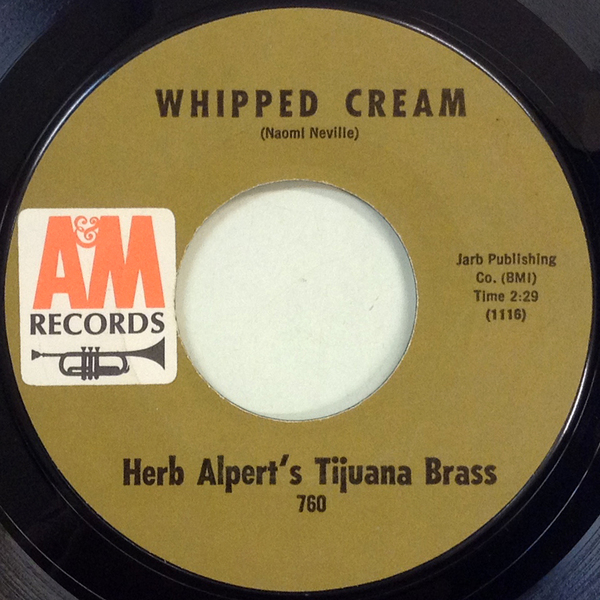 WHIPPED CREAM
(Naomi Neville)
A&M
RECORDS
Jarb Publishing
Co. (BMI)
Time 2:29
(1116)
Herb Alpert's Tijuana Brass
760